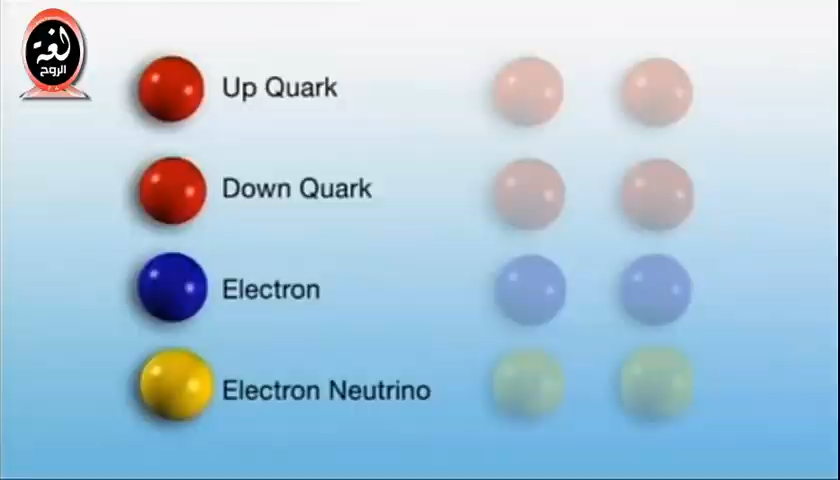 لغة
الروح
Up Quark
Down Quark
Electron
Electron Neutrino